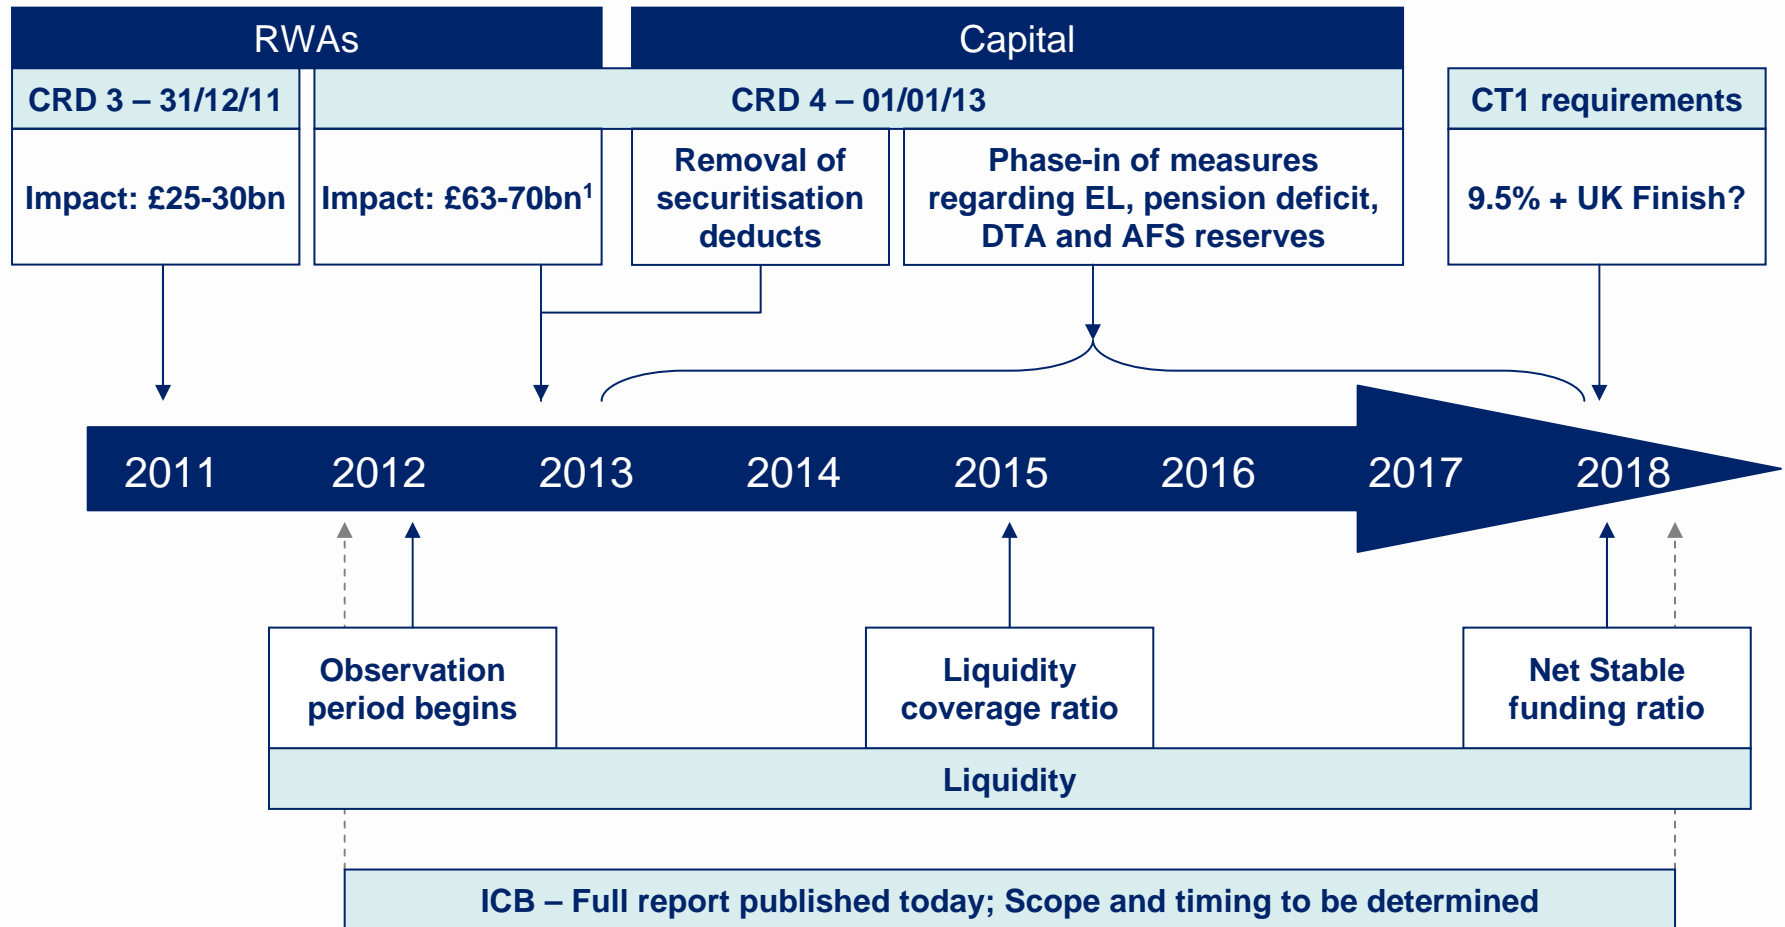 RWAs
Capital
CRD 3 – 31/12/11
CRD 4 – 01/01/13
CT1 requirements
Impact: £25-30bn
Impact: £63-70bn¹
Removal of
securitisation
deducts
Phase-in of measures
regarding EL, pension deficit,
DTA and AFS reserves
9.5% + UK Finish?
2011 2012 2013 2014 2015 2016 2017 2018
Observation
period begins
Liquidity
coverage ratio
Net Stable
funding ratio
Liquidity
ICB – Full report published today; Scope and timing to be determined